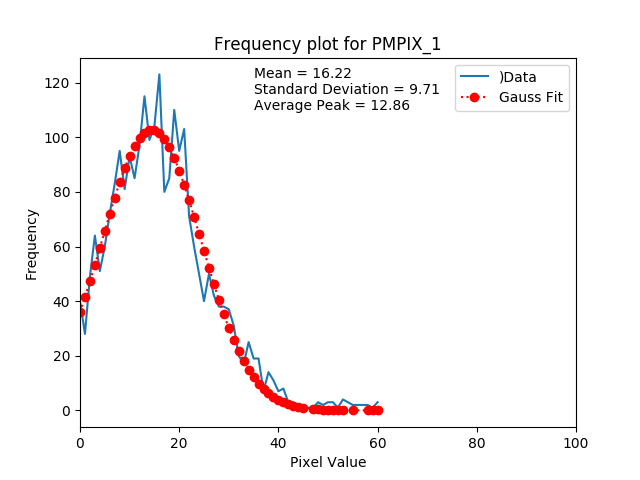 Frequency plot for PMPIX_1
Mean = 16.22
Standard Deviation = 9.71
Average Peak = 12.86
)Data
Gauss Fit
Frequency
120
100
80
60
40
20
0
0 20 40 60 80 100
Pixel Value